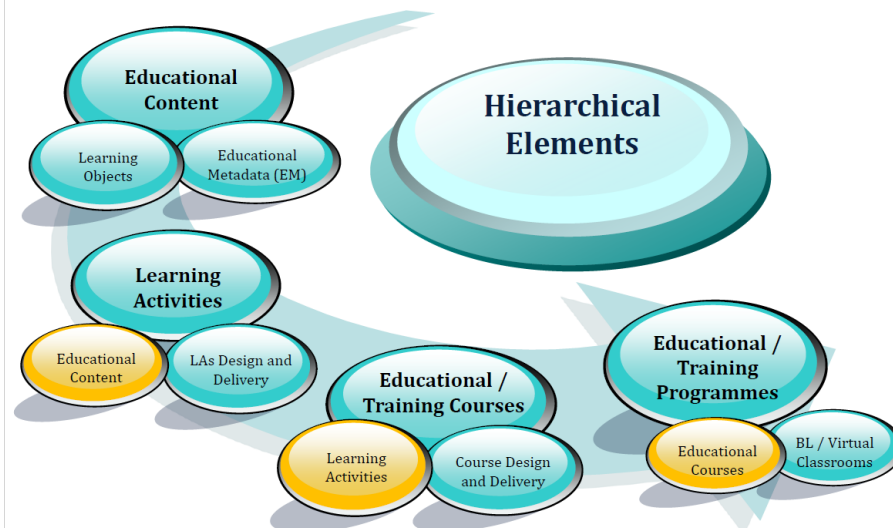 Hierarchical
Elements
Educational
Content
Learning
Objects
Educational
Metadata (EM)
Learning
Activities
Educational
Content
LAs Design and
Delivery
Educational /
Training Courses
Learning
Activities
Course Design
and Delivery
Educational /
Training
Programmes
Educational
Courses
BL / Virtual
Classrooms